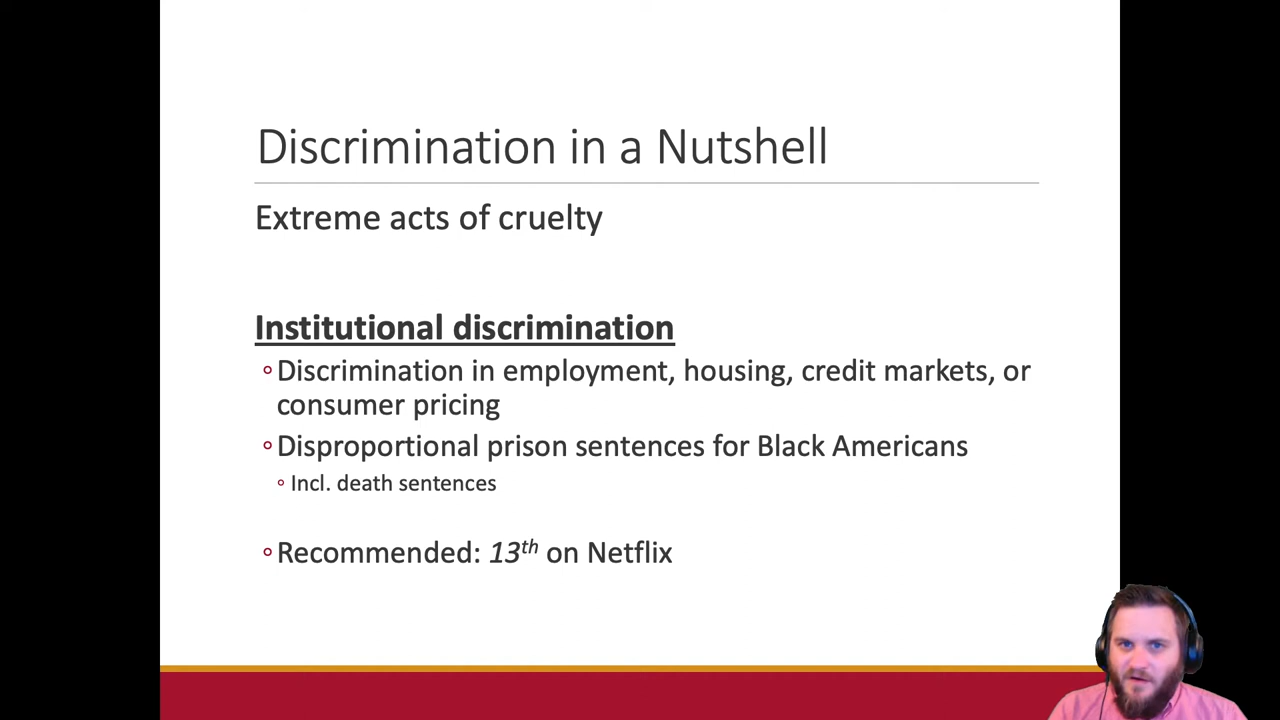 Discrimination in a Nutshell
Extreme acts of cruelty
Institutional discrimination
Discrimination in employment, housing, credit markets, or
consumer pricing
Disproportional prison sentences for Black Americans
Incl. death sentences
Recommended: 13th on Netflix